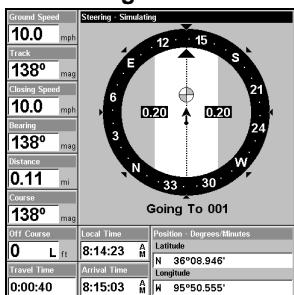 Ground Speed
10.0 mph
Track
138° mag
Closing Speed
10.0 mph
Bearing
138° mag
Distance
0.11 mi
Course
138° mag
Off Course
0 L ft
Travel Time
0:00:40
Steering - Simulating
12 15 S 21 24 W 30 33 N 3 6 E
0.20 0.20
Going To 001
Local Time
8:14:23 AM
Arrival Time
8:15:03 AM
Position - Degrees/Minutes
Latitude
N 36°08.946'
Longitude
W 95°50.555'